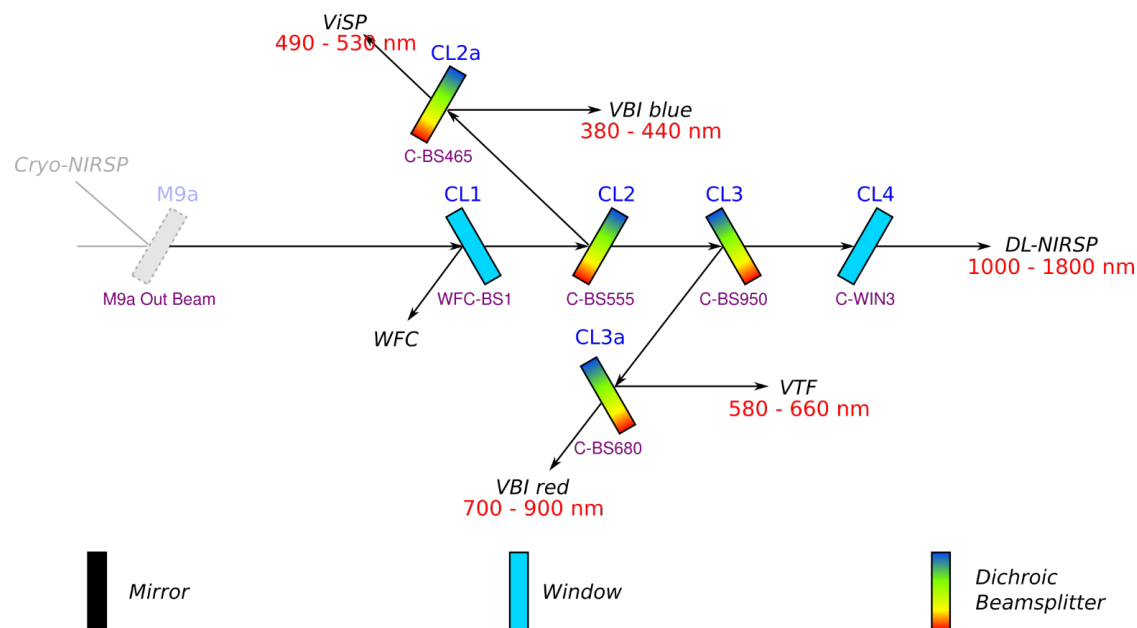 ViSP
490 - 530 nm
CL2a
VBI blue
380 - 440 nm
C-BS465
Cryo-NIRSP
M9a
CL1
CL2
CL3
CL4
DL-NIRSP
1000 - 1800 nm
M9a Out Beam
WFC-BS1
C-BS555
C-BS950
C-WIN3
WFC
CL3a
VTF
580 - 660 nm
C-BS680
VBI red
700 - 900 nm
Mirror
Window
Dichroic
Beamsplitter